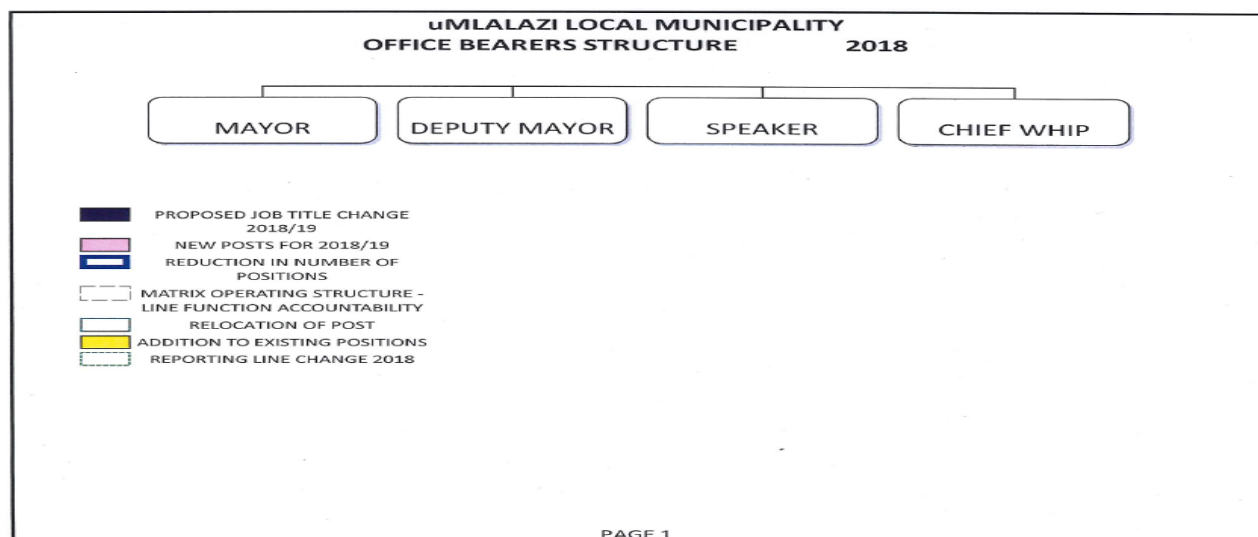 uMLALAZI LOCAL MUNICIPALITY
OFFICE BEARERS STRUCTURE 2018
MAYOR
DEPUTY MAYOR
SPEAKER
CHIEF WHIP
PROPOSED JOB TITLE CHANGE
2018/19
NEW POSTS FOR 2018/19
REDUCTION IN NUMBER OF
POSITIONS
MATRIX OPERATING STRUCTURE -
LINE FUNCTION ACCOUNTABILITY
RELOCATION OF POST
ADDITION TO EXISTING POSITIONS
REPORTING LINE CHANGE 2018
PAGE 1